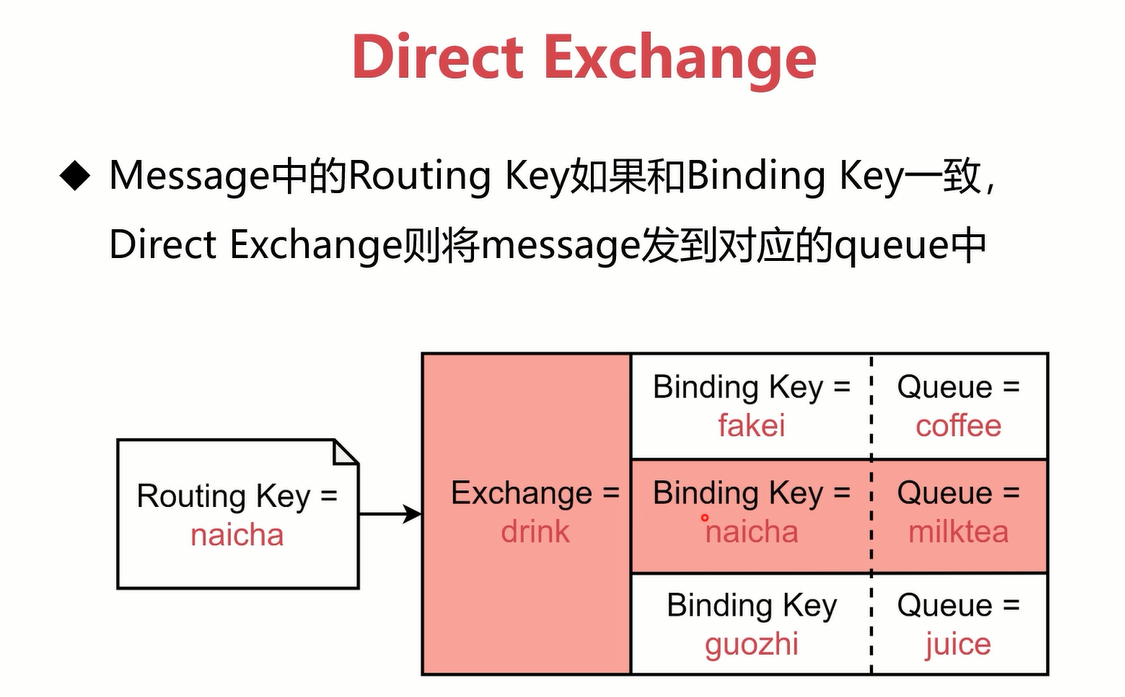 Direct Exchange
◆ Message中的Routing Key如果和Binding Key一致，
Direct Exchange则将message发到对应的queue中
Routing Key =
naicha
Exchange =
drink
Binding Key =
fakei
Queue =
coffee
Binding Key =
naicha
Queue =
milktea
Binding Key
guozhi
Queue =
juice